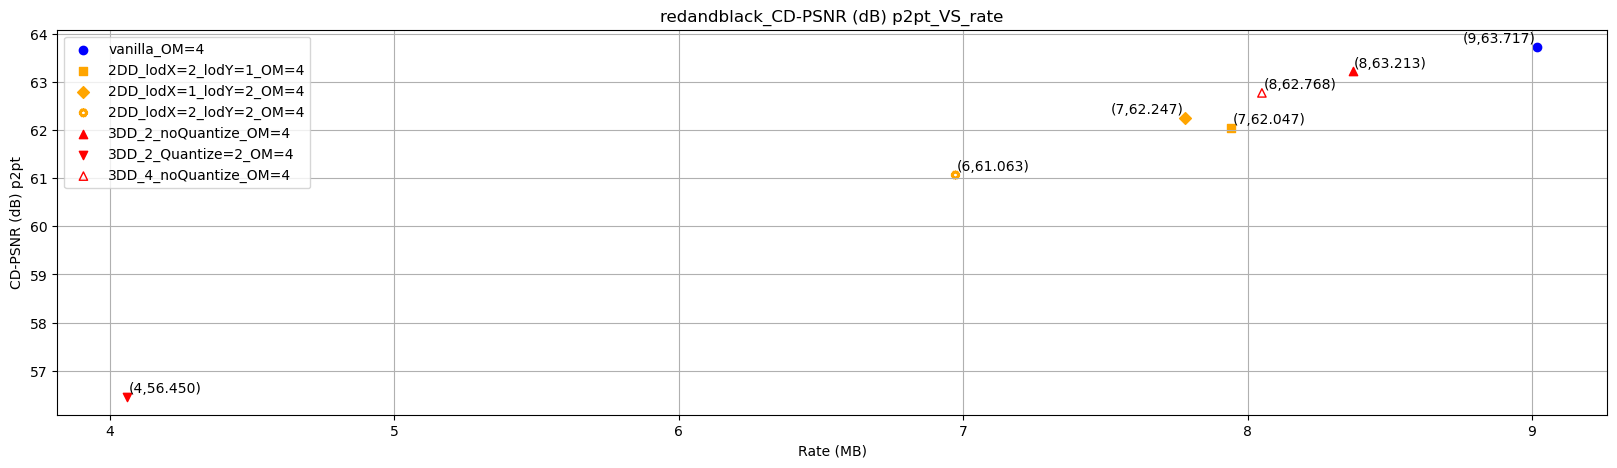 redandblack_CD-PSNR (dB) p2pt_VS_rate
CD-PSNR (dB) p2pt
64
63
62
61
60
59
58
57
vanilla_OM=4
2DD_lodX=2_lodY=1_OM=4
2DD_lodX=1_lodY=2_OM=4
2DD_lodX=2_lodY=2_OM=4
3DD_2_noQuantize_OM=4
3DD_2_Quantize=2_OM=4
3DD_4_noQuantize_OM=4
(9,63.717)
(8,63.213)
(8,62.768)
(7,62.247)
(7,62.047)
(6,61.063)
(4,56.450)
4 5 6 7 8 9
Rate (MB)